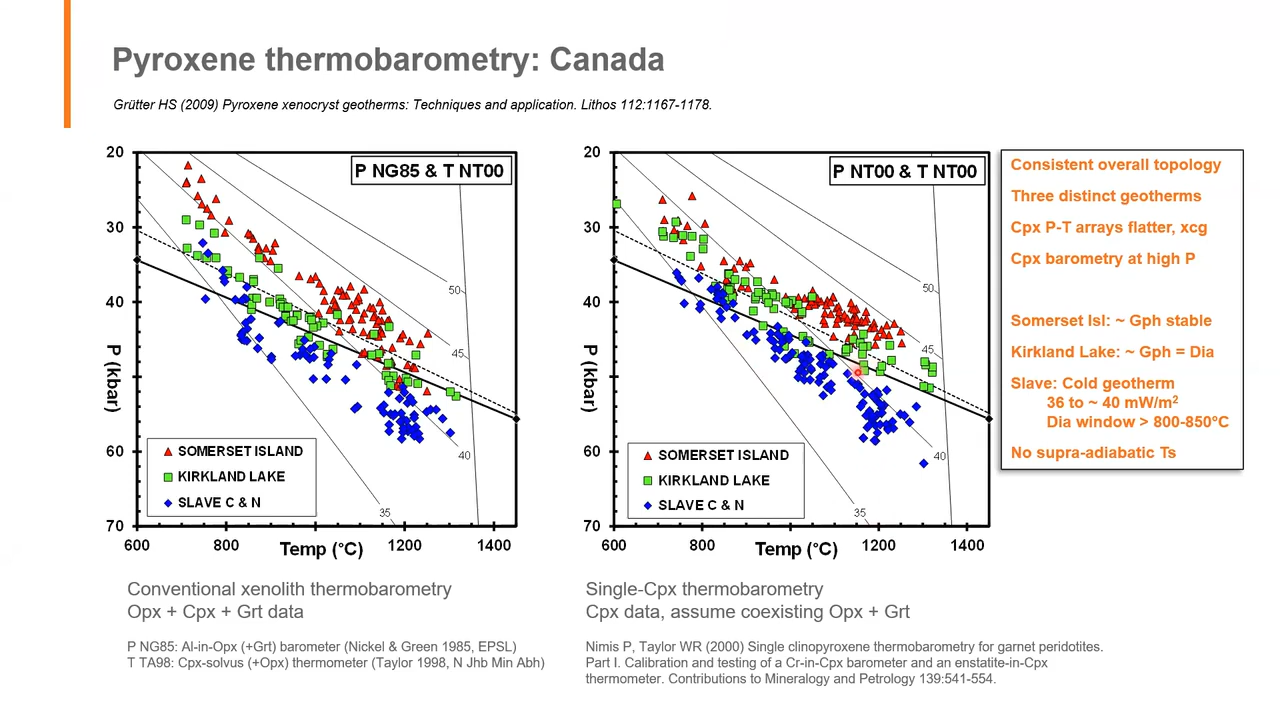 Pyroxene thermobarometry: Canada
Grütter HS (2009) Pyroxene xenocryst geotherms: Techniques and application. Lithos 112:1167-1178.
P NG85 & T NT00
20
30
40
60
70
P (Kbar)
50
45
40
35
SOMERSET ISLAND
KIRKLAND LAKE
SLAVE C & N
600
800
Temp (°C)
1200
1400
P NT00 & T NT00
20
30
40
60
70
P (Kbar)
50
45
40
35
SOMERSET ISLAND
KIRKLAND LAKE
SLAVE C & N
600
800
Temp (°C)
1200
1400
Consistent overall topology
Three distinct geotherms
Cpx P-T arrays flatter, xcg
Cpx barometry at high P
Somerset Isl: ~ Gph stable
Kirkland Lake: ~ Gph = Dia
Slave: Cold geotherm
36 to ~ 40 mW/m²
Dia window > 800-850°C
No supra-adiabatic Ts
Conventional xenolith thermobarometry
Opx + Cpx + Grt data
P NG85: Al-in-Opx (+Grt) barometer (Nickel & Green 1985, EPSL)
T TA98: Cpx-solvus (+Opx) thermometer (Taylor 1998, N Jhb Min Abh)
Single-Cpx thermobarometry
Cpx data, assume coexisting Opx + Grt
Nimis P, Taylor WR (2000) Single clinopyroxene thermobarometry for garnet peridotites.
Part I. Calibration and testing of a Cr-in-Cpx barometer and an enstatite-in-Cpx
thermometer. Contributions to Mineralogy and Petrology 139:541-554.